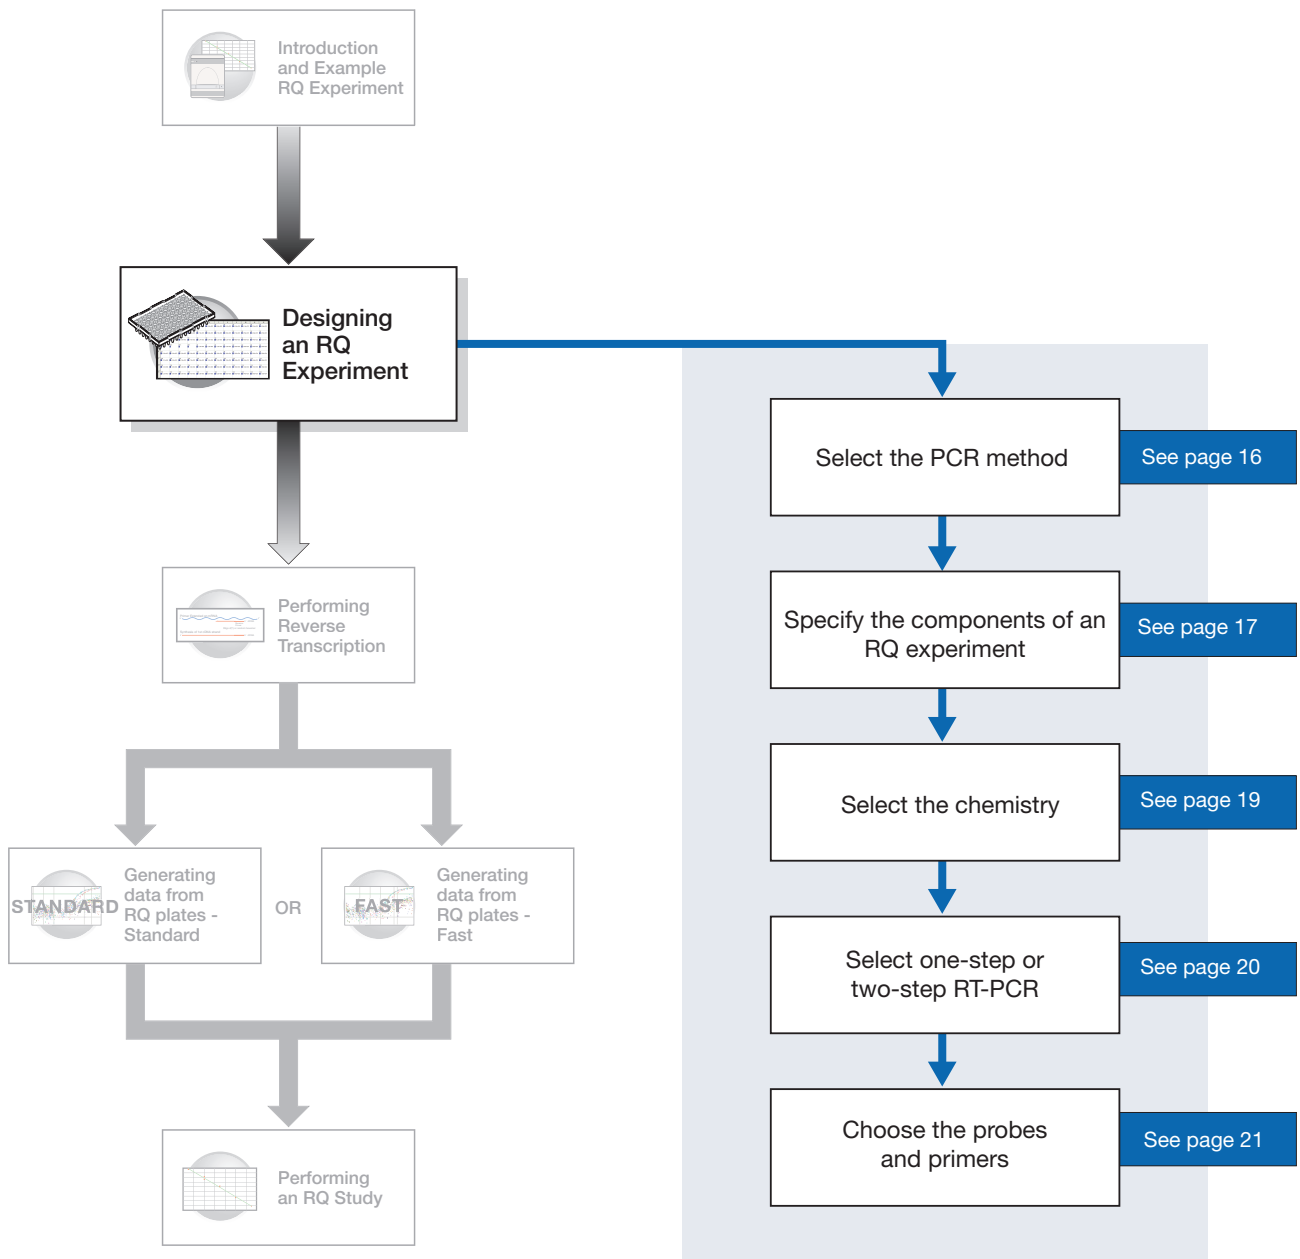 Introduction
and Example
RQ Experiment
Designing
an RQ
Experiment
Select the PCR method
See page 16
Specify the components of an
RQ experiment
See page 17
Select the chemistry
See page 19
Select one-step or
two-step RT-PCR
See page 20
Choose the probes
and primers
See page 21
Performing
Reverse
Transcription
STANDARD
Generating
data from
RQ plates -
Standard
OR
FAST
Generating
data from
RQ plates -
Fast
Performing
an RQ Study